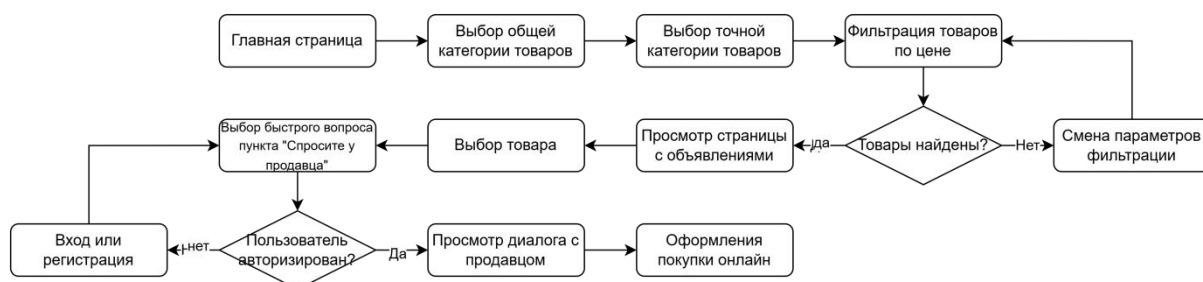 Главная страница
Выбор общей
категории товаров
Выбор точной
категории товаров
Фильтрация товаров
по цене
Выбор быстрого вопроса
пункта "Спросите у
продавца"
Выбор товара
Просмотр страницы
с объявлениями
да
Товары найдены?
Нет
Смена параметров
фильтрации
Вход или
регистрация
нет
Пользователь
авторизирован?
Да
Просмотр диалога с
продавцом
Оформления
покупки онлайн